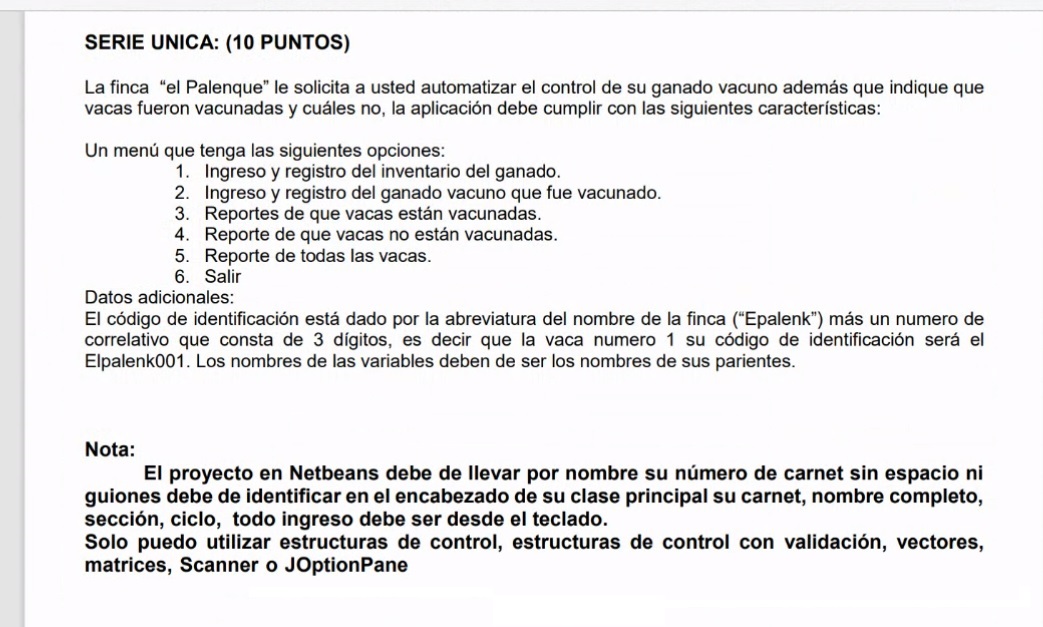 SERIE UNICA: (10 PUNTOS)
La finca “el Palenque” le solicita a usted automatizar el control de su ganado vacuno además que indique que
vacas fueron vacunadas y cuáles no, la aplicación debe cumplir con las siguientes características:
Un menú que tenga las siguientes opciones:
1. Ingreso y registro del inventario del ganado.
2. Ingreso y registro del ganado vacuno que fue vacunado.
3. Reportes de que vacas están vacunadas.
4. Reporte de que vacas no están vacunadas.
5. Reporte de todas las vacas.
6. Salir
Datos adicionales:
El código de identificación está dado por la abreviatura del nombre de la finca (“Epalenk”) más un numero de
correlativo que consta de 3 dígitos, es decir que la vaca numero 1 su código de identificación será el
Elpalenk001. Los nombres de las variables deben de ser los nombres de sus parientes.
Nota:
El proyecto en Netbeans debe de llevar por nombre su número de carnet sin espacio ni
guiones debe de identificar en el encabezado de su clase principal su carnet, nombre completo,
sección, ciclo, todo ingreso debe ser desde el teclado.
Solo puedo utilizar estructuras de control, estructuras de control con validación, vectores,
matrices, Scanner o JOptionPane